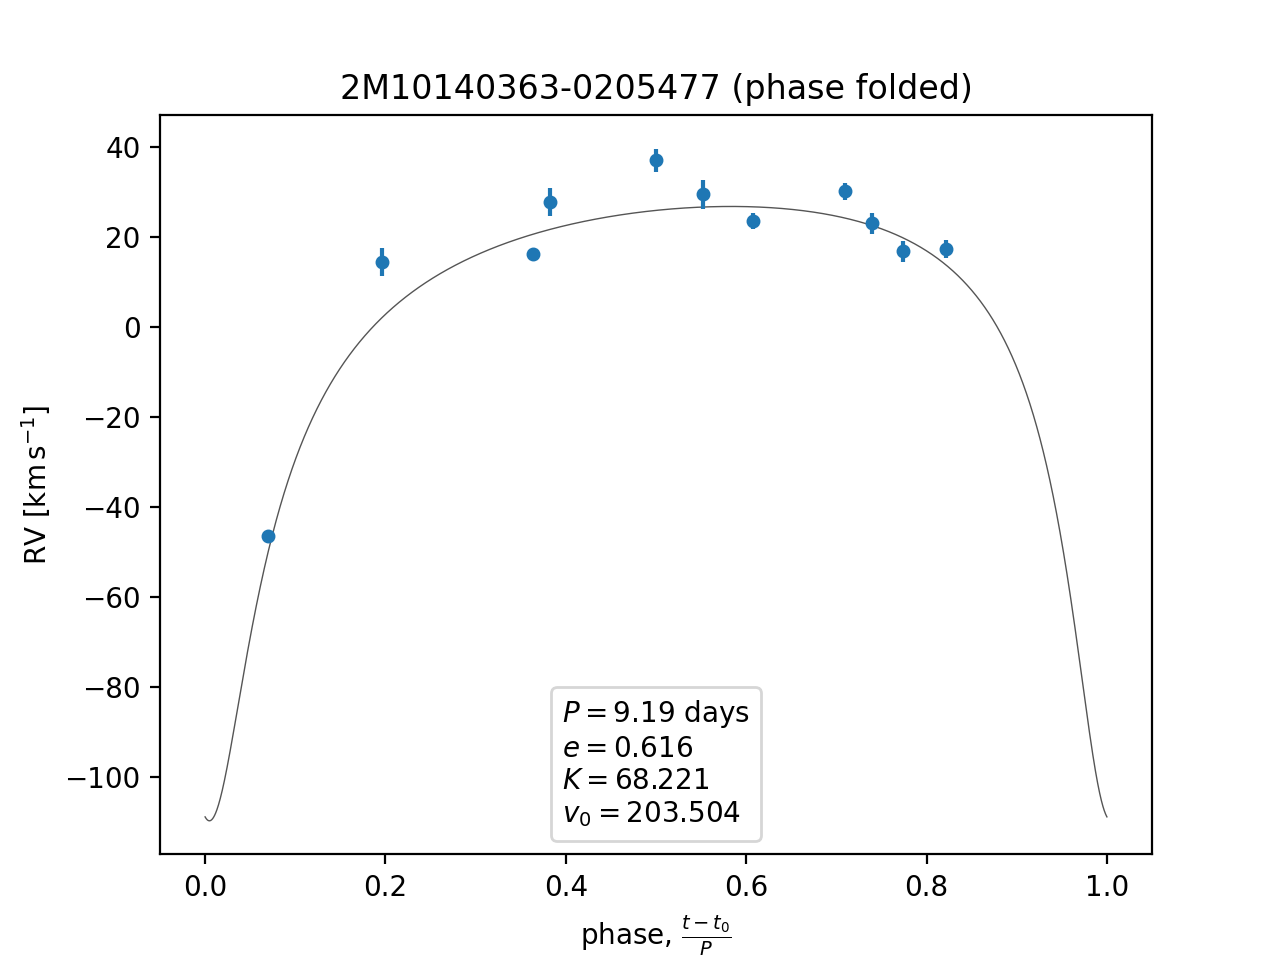 2M10140363-0205477 (phase folded)
RV [km s⁻¹]
40
20
0
−20
−40
−60
−80
−100
P = 9.19 days
e = 0.616
K = 68.221
v₀ = 203.504
0.0 0.2 0.4 0.6 0.8 1.0
phase, (t − t₀)/P